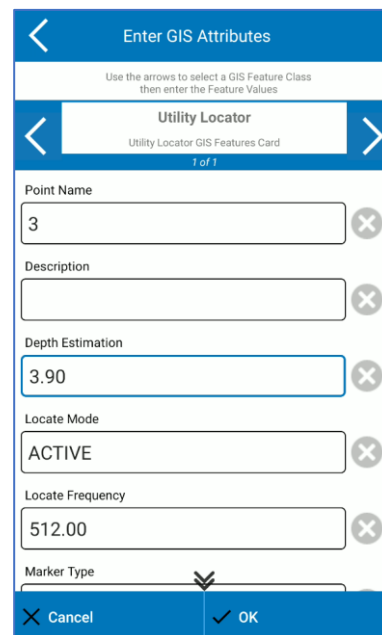 Enter GIS Attributes
Use the arrows to select a GIS Feature Class
then enter the Feature Values
Utility Locator
Utility Locator GIS Features Card
1 of 1
Point Name
3
Description
Depth Estimation
3.90
Locate Mode
ACTIVE
Locate Frequency
512.00
Marker Type
Cancel
OK